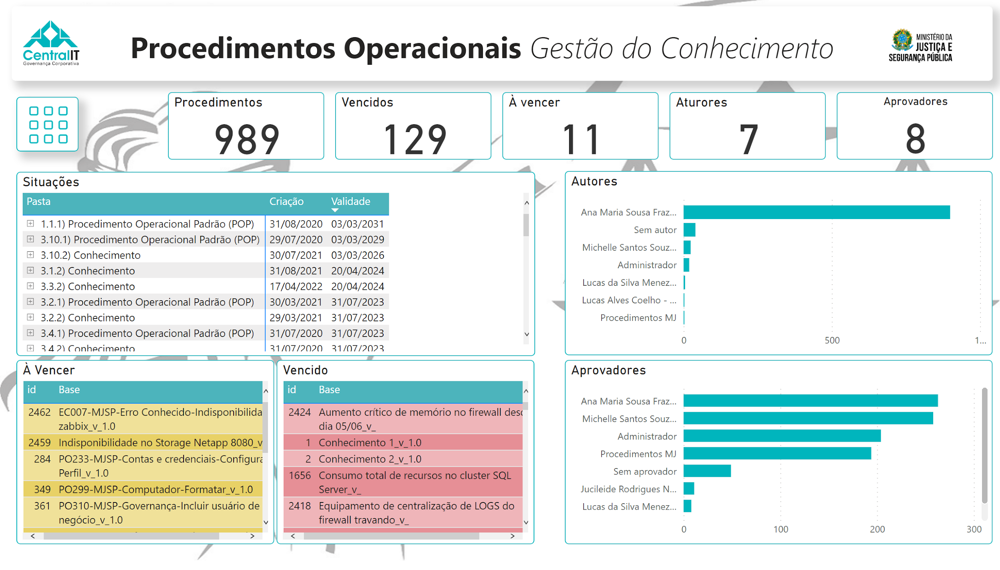 CentralIT
Governança Corporativa
Procedimentos Operacionais Gestão do Conhecimento
MINISTÉRIO DA
JUSTIÇA E
SEGURANÇA PÚBLICA
Procedimentos
989
Vencidos
129
À vencer
11
Aturores
7
Aprovadores
8
Situações
Pasta Criação Validade
1.1.1) Procedimento Operacional Padrão (POP) 31/08/2020 03/03/2031
3.10.1) Procedimento Operacional Padrão (POP) 29/07/2020 03/03/2029
3.10.2) Conhecimento 30/07/2021 03/03/2026
3.1.2) Conhecimento 31/08/2021 20/04/2024
3.3.2) Conhecimento 17/04/2022 20/04/2024
3.2.1) Procedimento Operacional Padrão (POP) 30/03/2021 31/07/2023
3.2.2) Conhecimento 29/03/2021 31/07/2023
3.4.1) Procedimento Operacional Padrão (POP) 31/07/2020 31/07/2023
3.4.2) Conhecimento 31/07/2020 31/07/2023
Autores
Ana Maria Sousa Fraz...
Sem autor
Michelle Santos Souz...
Administrador
Lucas da Silva Menez...
Lucas Alves Coelho - ...
Procedimentos MJ
0 500 1...
À Vencer
id Base
2462 EC007-MJSP-Erro Conhecido-Indisponibilida
zabbix_v_1.0
2459 Indisponibilidade no Storage Netapp 8080_v
284 PO233-MJSP-Contas e credenciais-Configura
Perfil_v_1.0
349 PO299-MJSP-Computador-Formatar_v_1.0
361 PO310-MJSP-Governança-Incluir usuário de
negócio_v_1.0
Vencido
id Base
2424 Aumento crítico de memório no firewall desd
dia 05/06_v_
1 Conhecimento 1_v_1.0
2 Conhecimento 2_v_1.0
1656 Consumo total de recursos no cluster SQL
Server_v_
2418 Equipamento de centralização de LOGS do
firewall travando_v_
Aprovadores
Ana Maria Sousa Fraz...
Michelle Santos Souz...
Administrador
Procedimentos MJ
Sem aprovador
Jucileide Rodrigues N...
Lucas da Silva Menez...
0 100 200 300